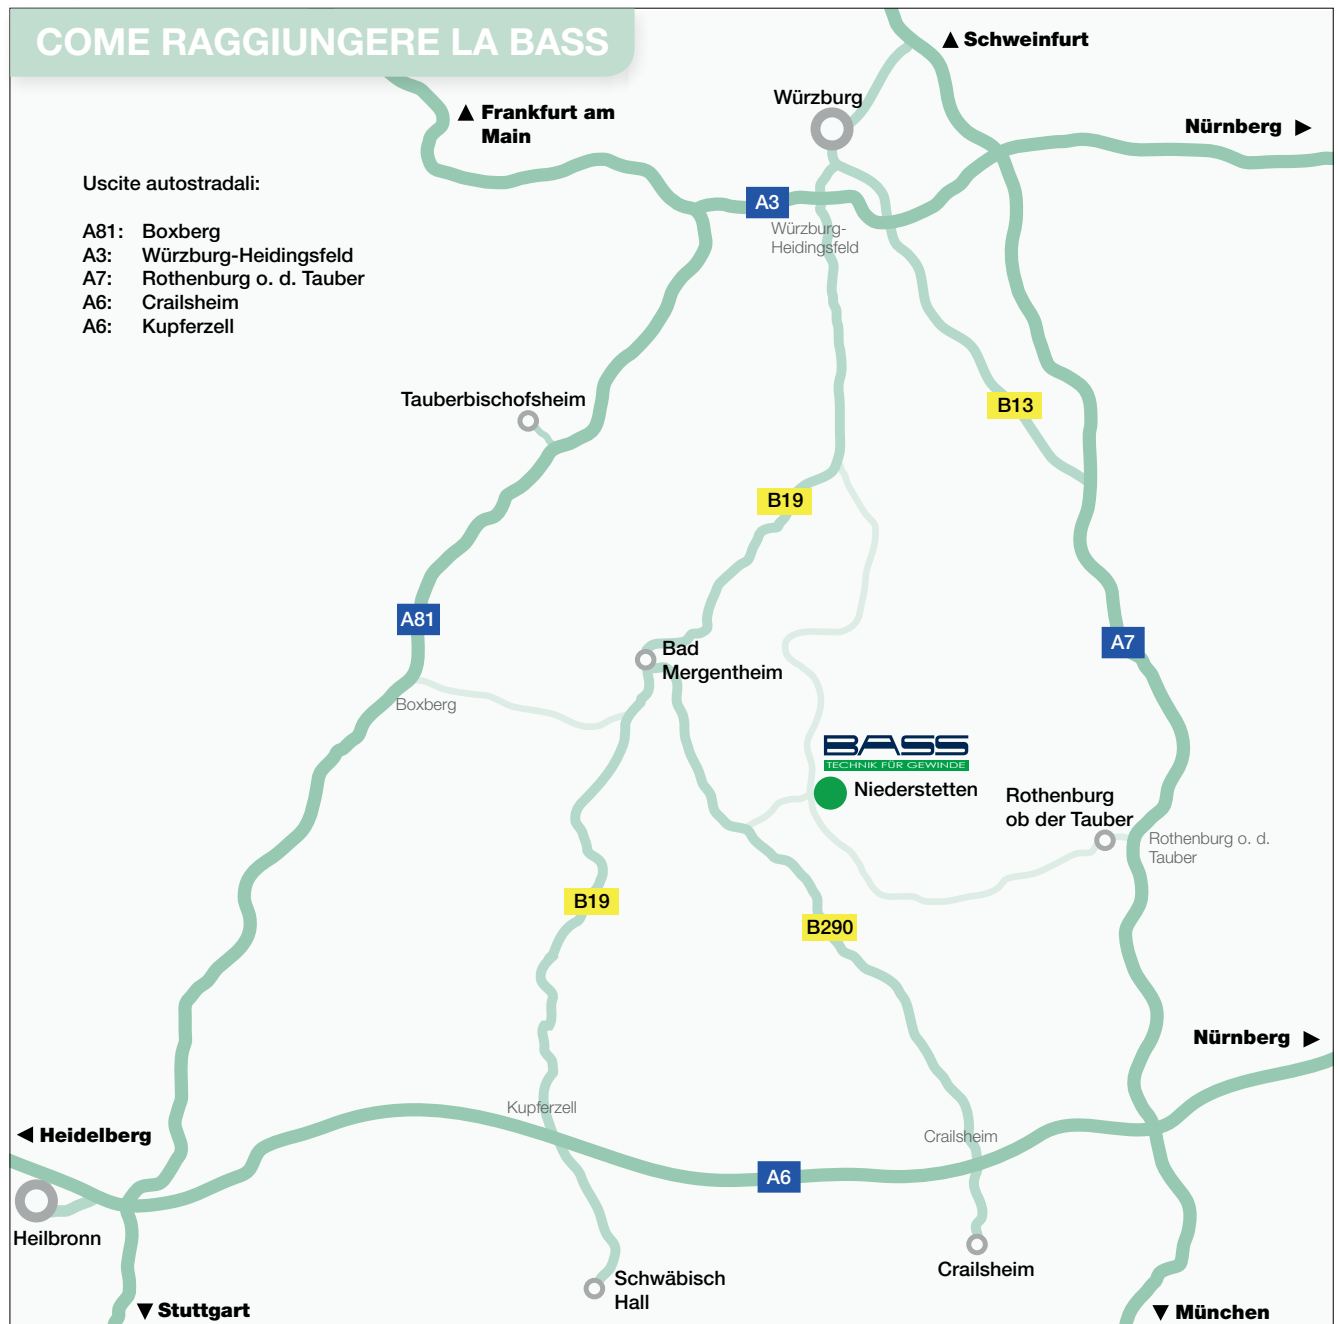 COME RAGGIUNGERE LA BASS
▲ Schweinfurt
Würzburg
▲ Frankfurt am
Main
Nürnberg ▶
Uscite autostradali:
A3
A81: Boxberg
A3: Würzburg-Heidingsfeld
A7: Rothenburg o. d. Tauber
A6: Crailsheim
A6: Kupferzell
Würzburg-
Heidingsfeld
Tauberbischofsheim
B13
B19
A81
A7
Bad
Mergentheim
Boxberg
BASS
TECHNIK FÜR GEWINDE
Niederstetten
Rothenburg
ob der Tauber
Rothenburg o. d.
Tauber
B19
B290
Nürnberg ▶
Kupferzell
◀ Heidelberg
Crailsheim
A6
Heilbronn
Crailsheim
Schwäbisch
Hall
▼ Stuttgart
▼ München